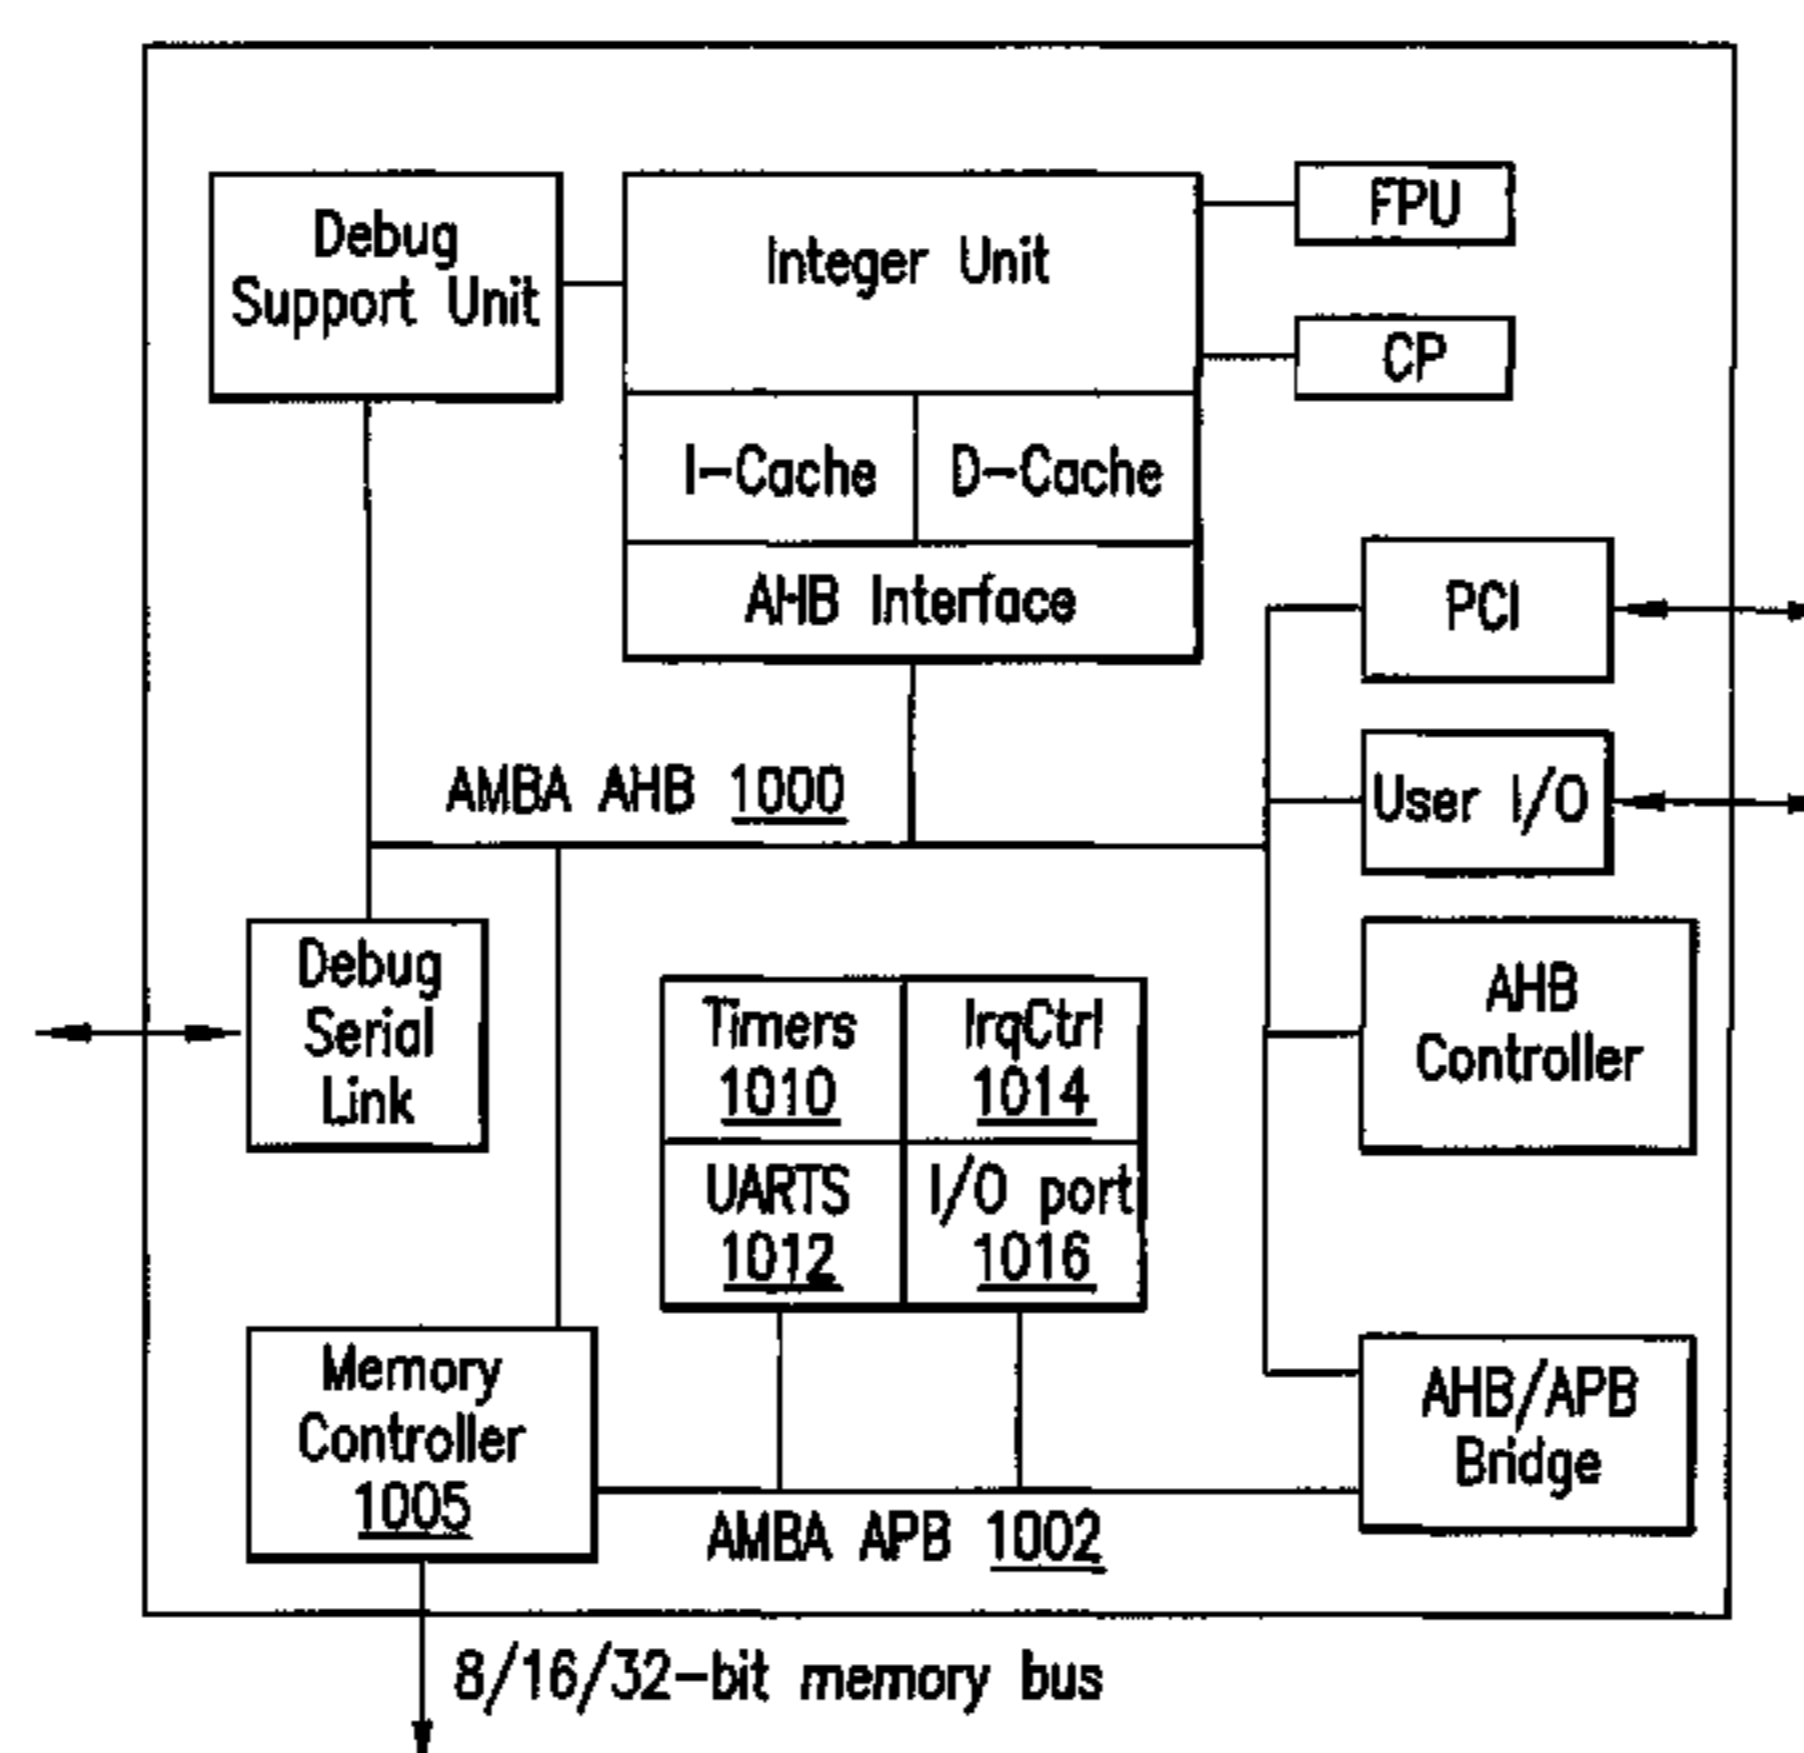 Debug
Support Unit
Integer Unit
FPU
CP
I-Cache
D-Cache
AHB Interface
PCI
AMBA AHB 1000
User I/O
Debug
Serial
Link
Timers
1010
IrqCtrl
1014
UARTS
1012
I/O port
1016
AHB
Controller
Memory
Controller
1005
AHB/APB
Bridge
AMBA APB 1002
8/16/32-bit memory bus